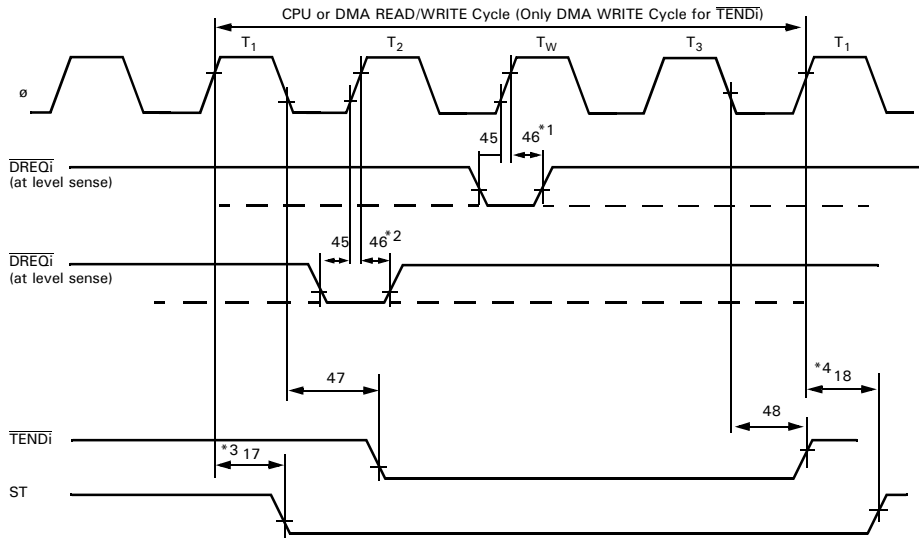 CPU or DMA READ/WRITE Cycle (Only DMA WRITE Cycle for TENDi)
T1 T2 TW T3 T1
ø
45 46*1
DREQi
(at level sense)
45 46*2
DREQi
(at level sense)
47 *4 18
48
TENDi
*3 17
ST